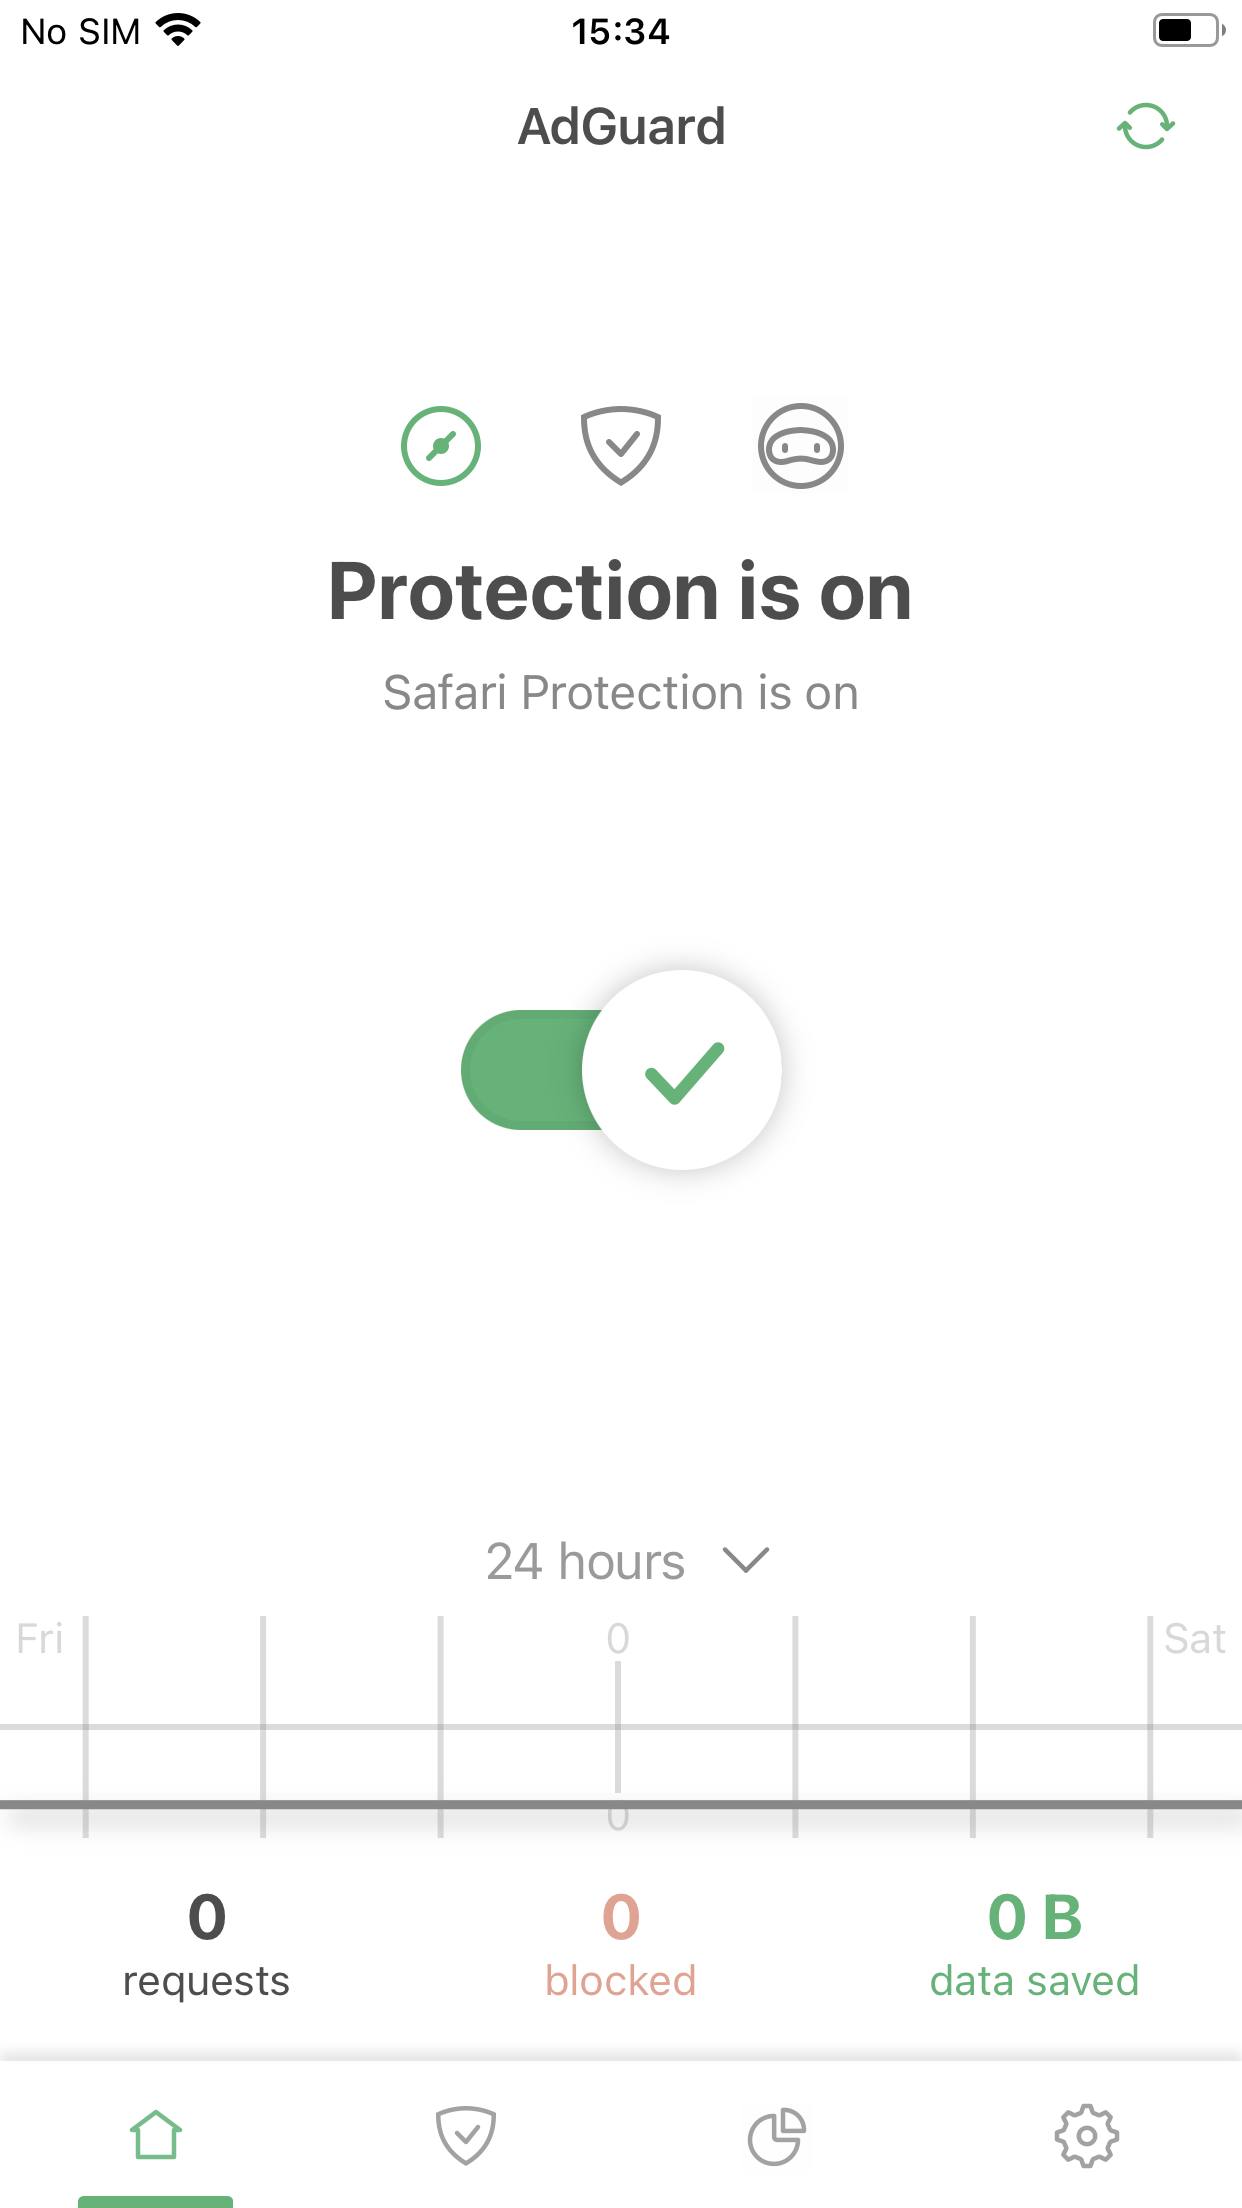 No SIM 15:34
AdGuard
Protection is on
Safari Protection is on
24 hours
Fri 0 Sat
0
0 0 0 B
requests blocked data saved